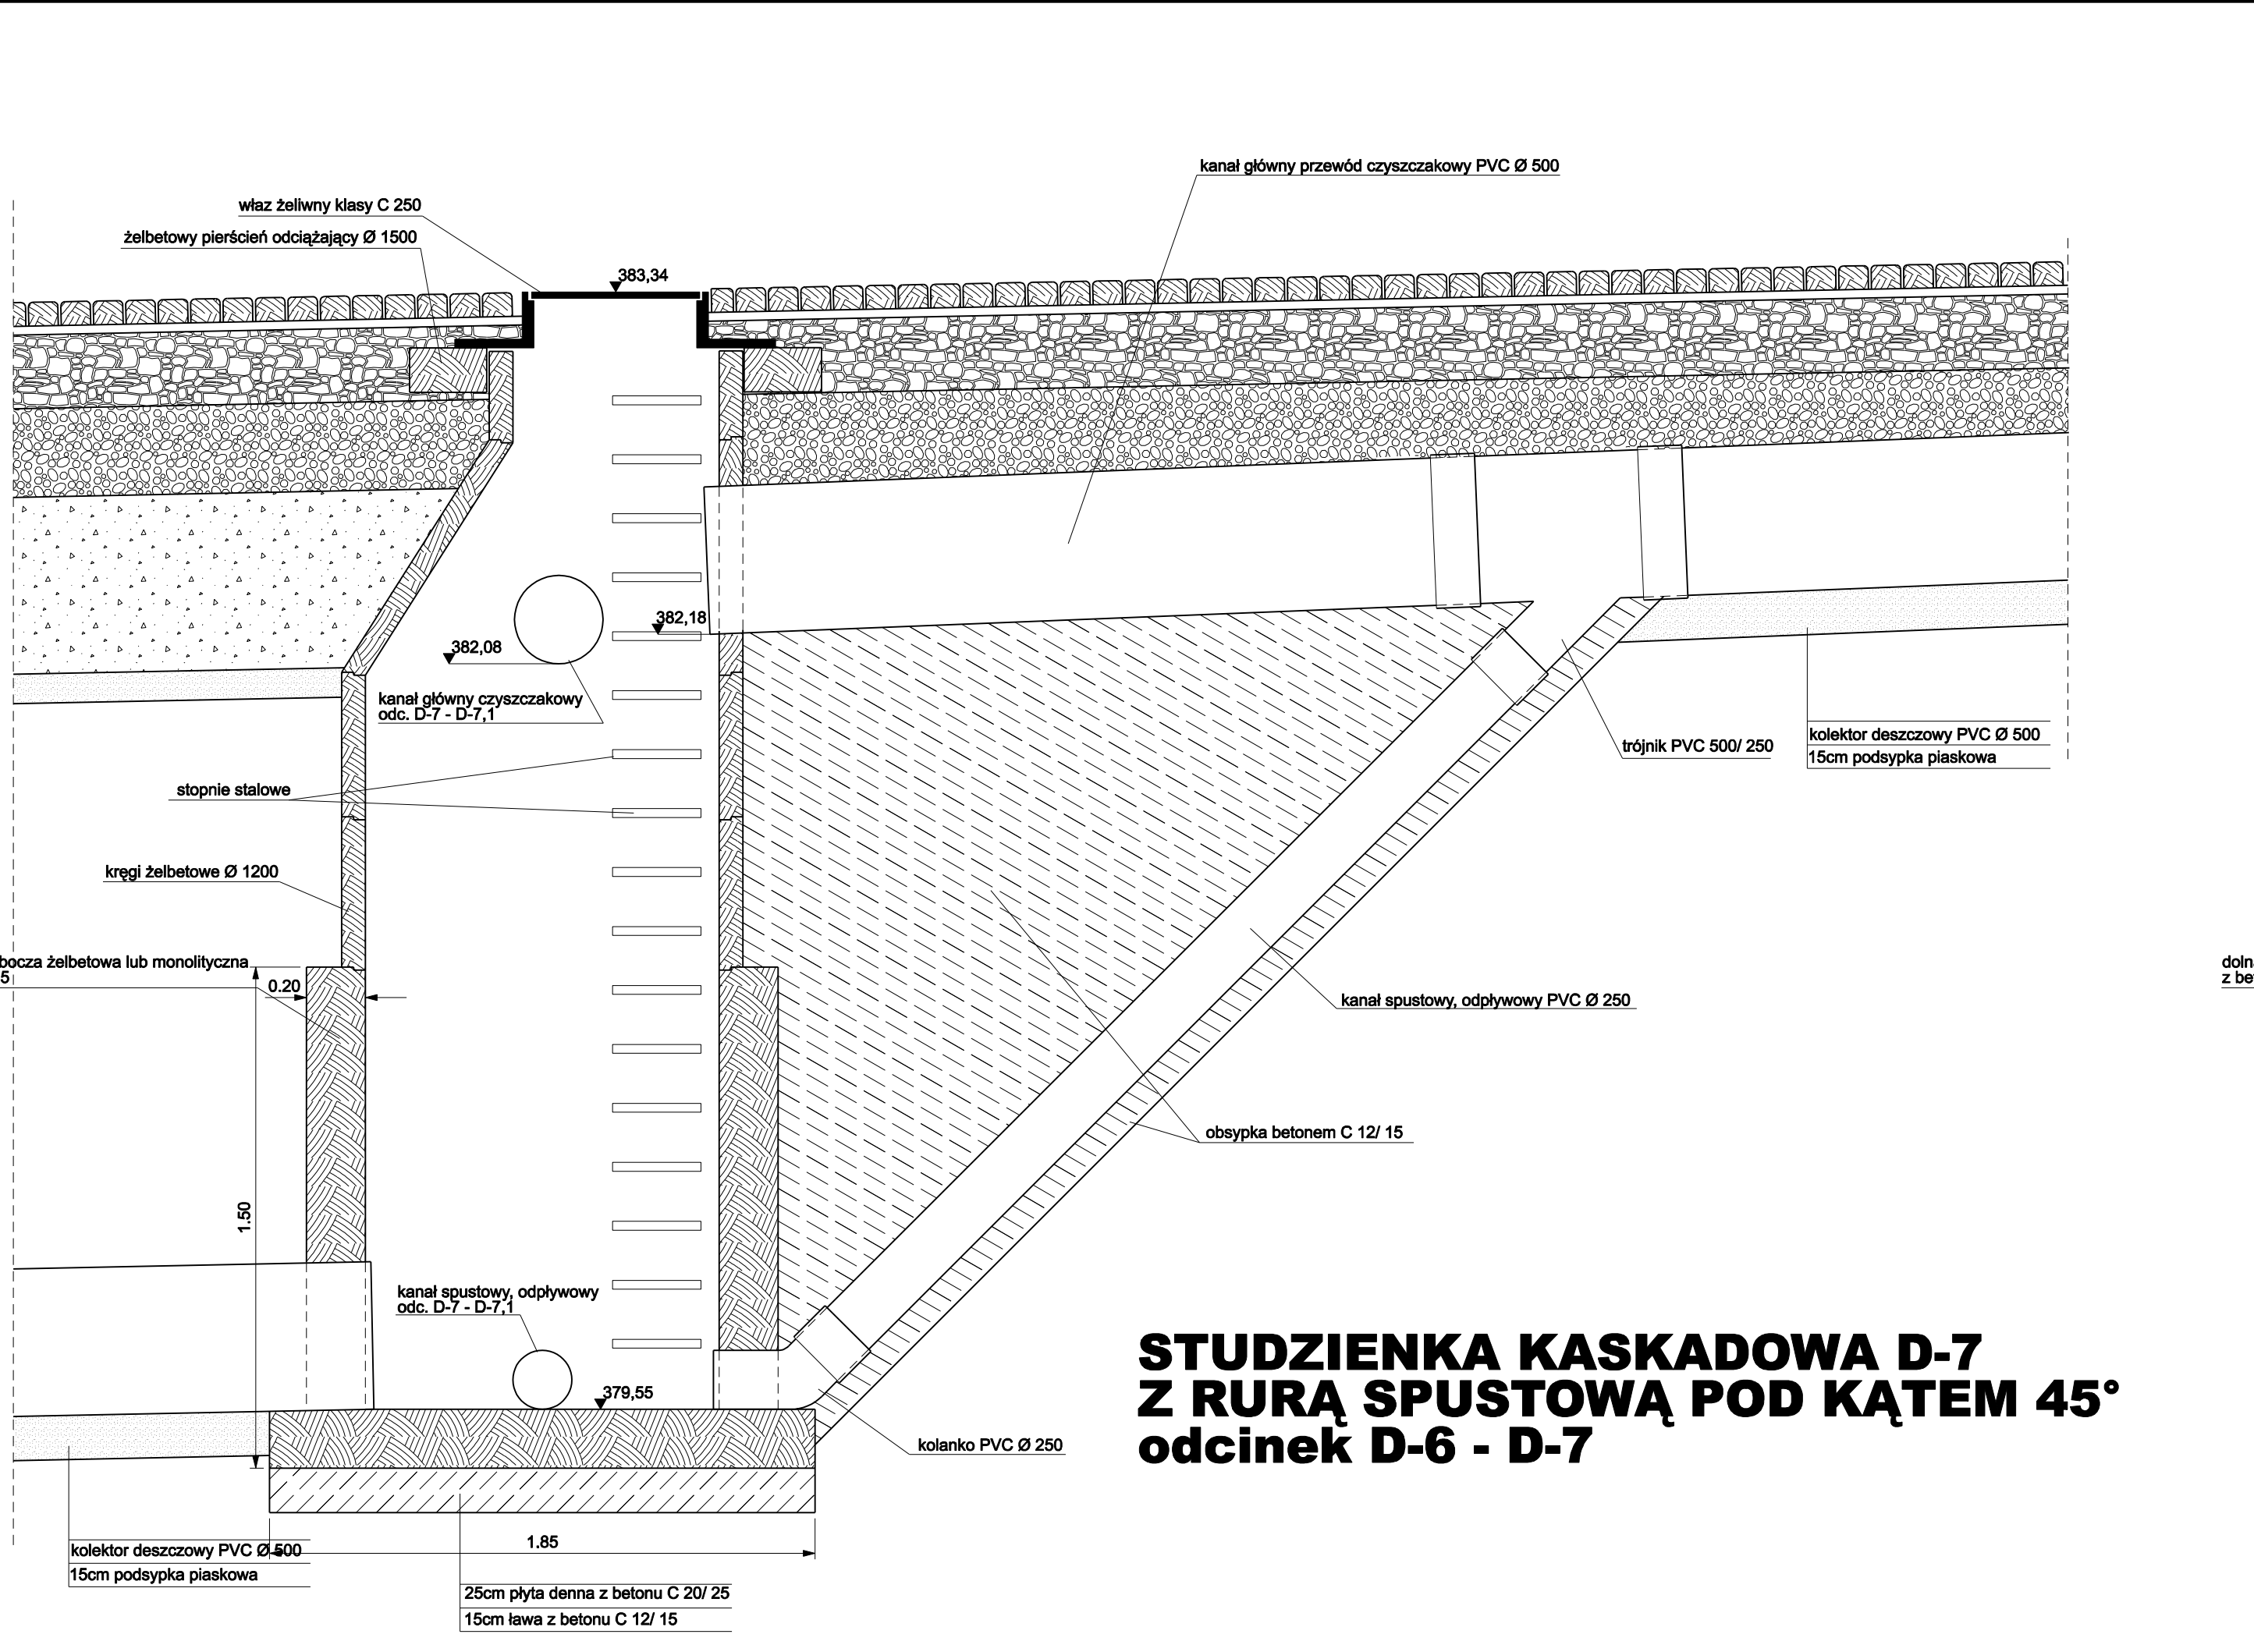 kanał główny przewód czyszczakowy PVC Ø 500
właz żeliwny klasy C 250
żelbetowy pierścień odciążający Ø 1500
383,34
382,18
382,08
kanał główny czyszczakowy
odc. D-7 - D-7,1
trójnik PVC 500/ 250
kolektor deszczowy PVC Ø 500
15cm podsypka piaskowa
stopnie stalowe
kręgi żelbetowe Ø 1200
bocza żelbetowa lub monolityczna
5
0.20
doln
z be
kanał spustowy, odpływowy PVC Ø 250
obsypka betonem C 12/ 15
1.50
kanał spustowy, odpływowy
odc. D-7 - D-7,1
379,55
STUDZIENKA KASKADOWA D-7
Z RURĄ SPUSTOWĄ POD KĄTEM 45°
odcinek D-6 - D-7
kolanko PVC Ø 250
1.85
kolektor deszczowy PVC Ø 500
15cm podsypka piaskowa
25cm płyta denna z betonu C 20/ 25
15cm ława z betonu C 12/ 15